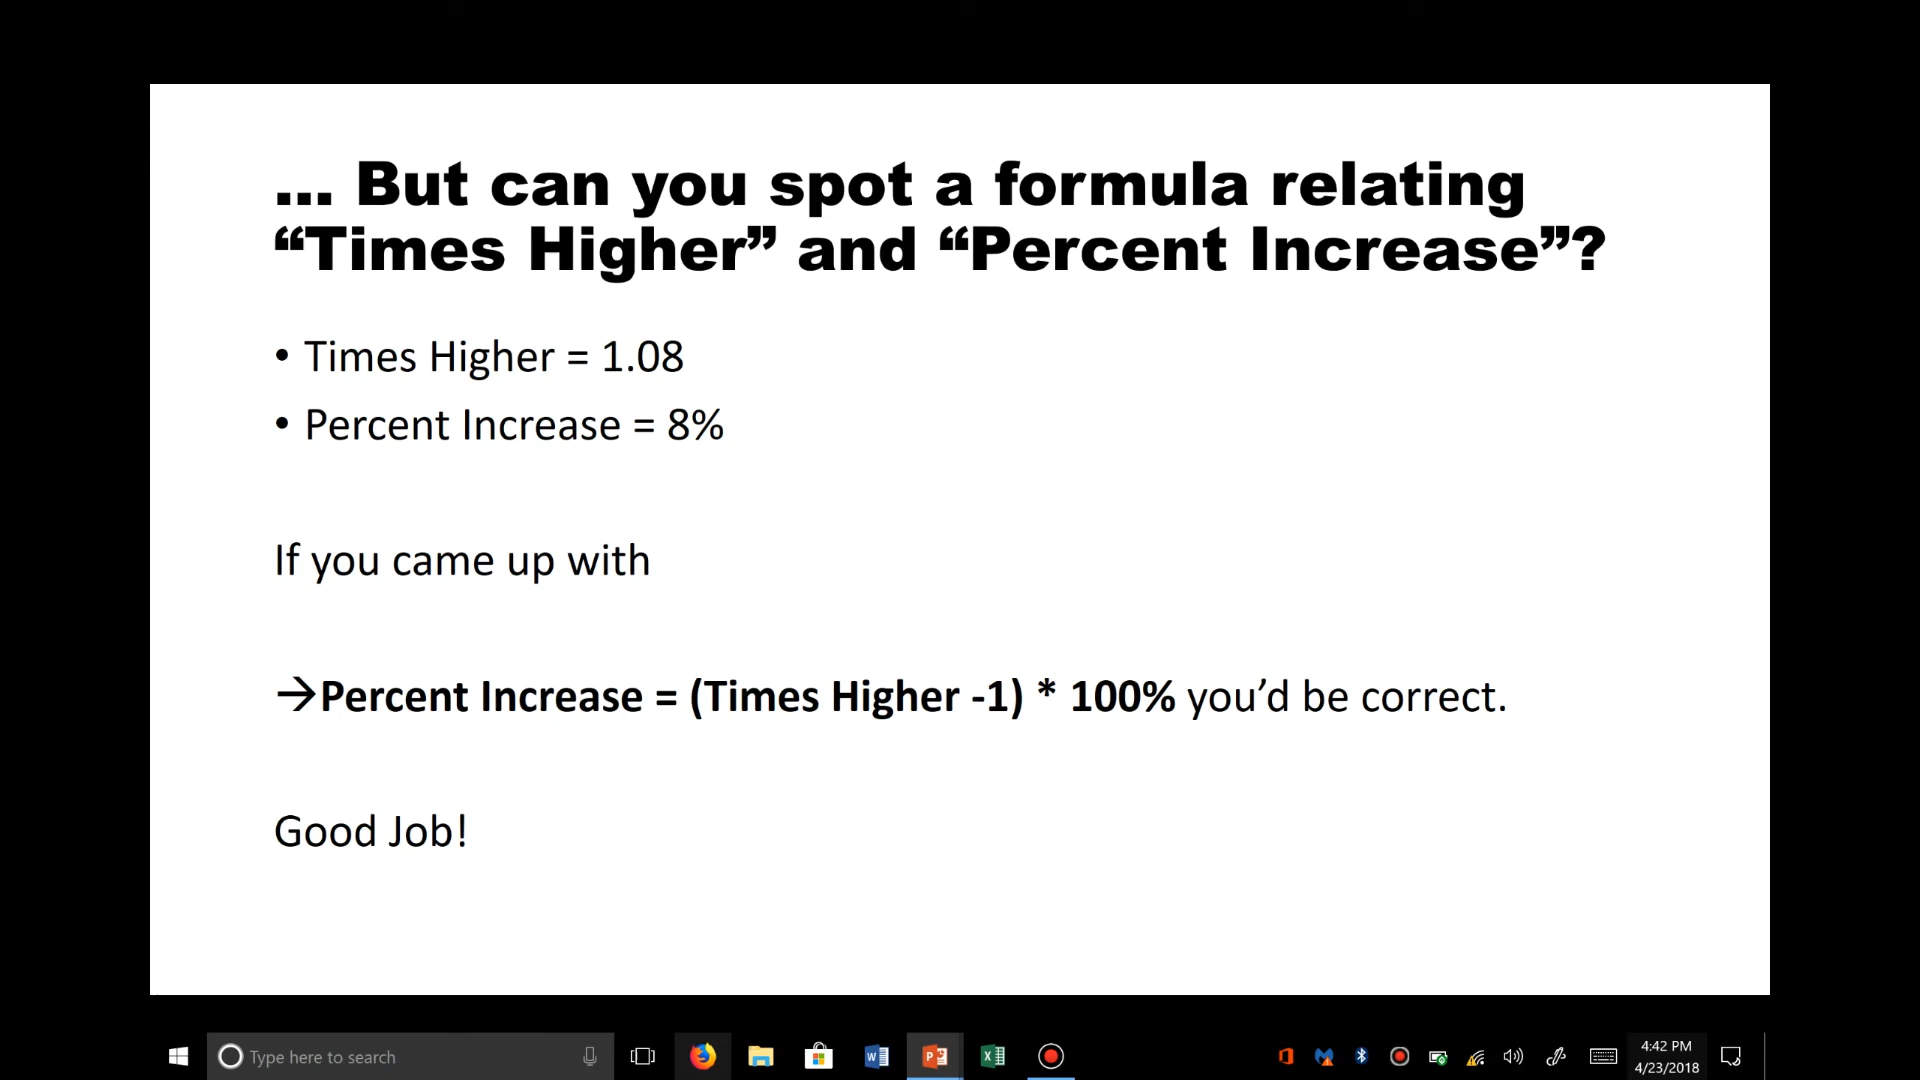 ... But can you spot a formula relating
“Times Higher” and “Percent Increase”?
• Times Higher = 1.08
• Percent Increase = 8%
If you came up with
→Percent Increase = (Times Higher -1) * 100% you’d be correct.
Good Job!
Type here to search
4:42 PM
4/23/2018